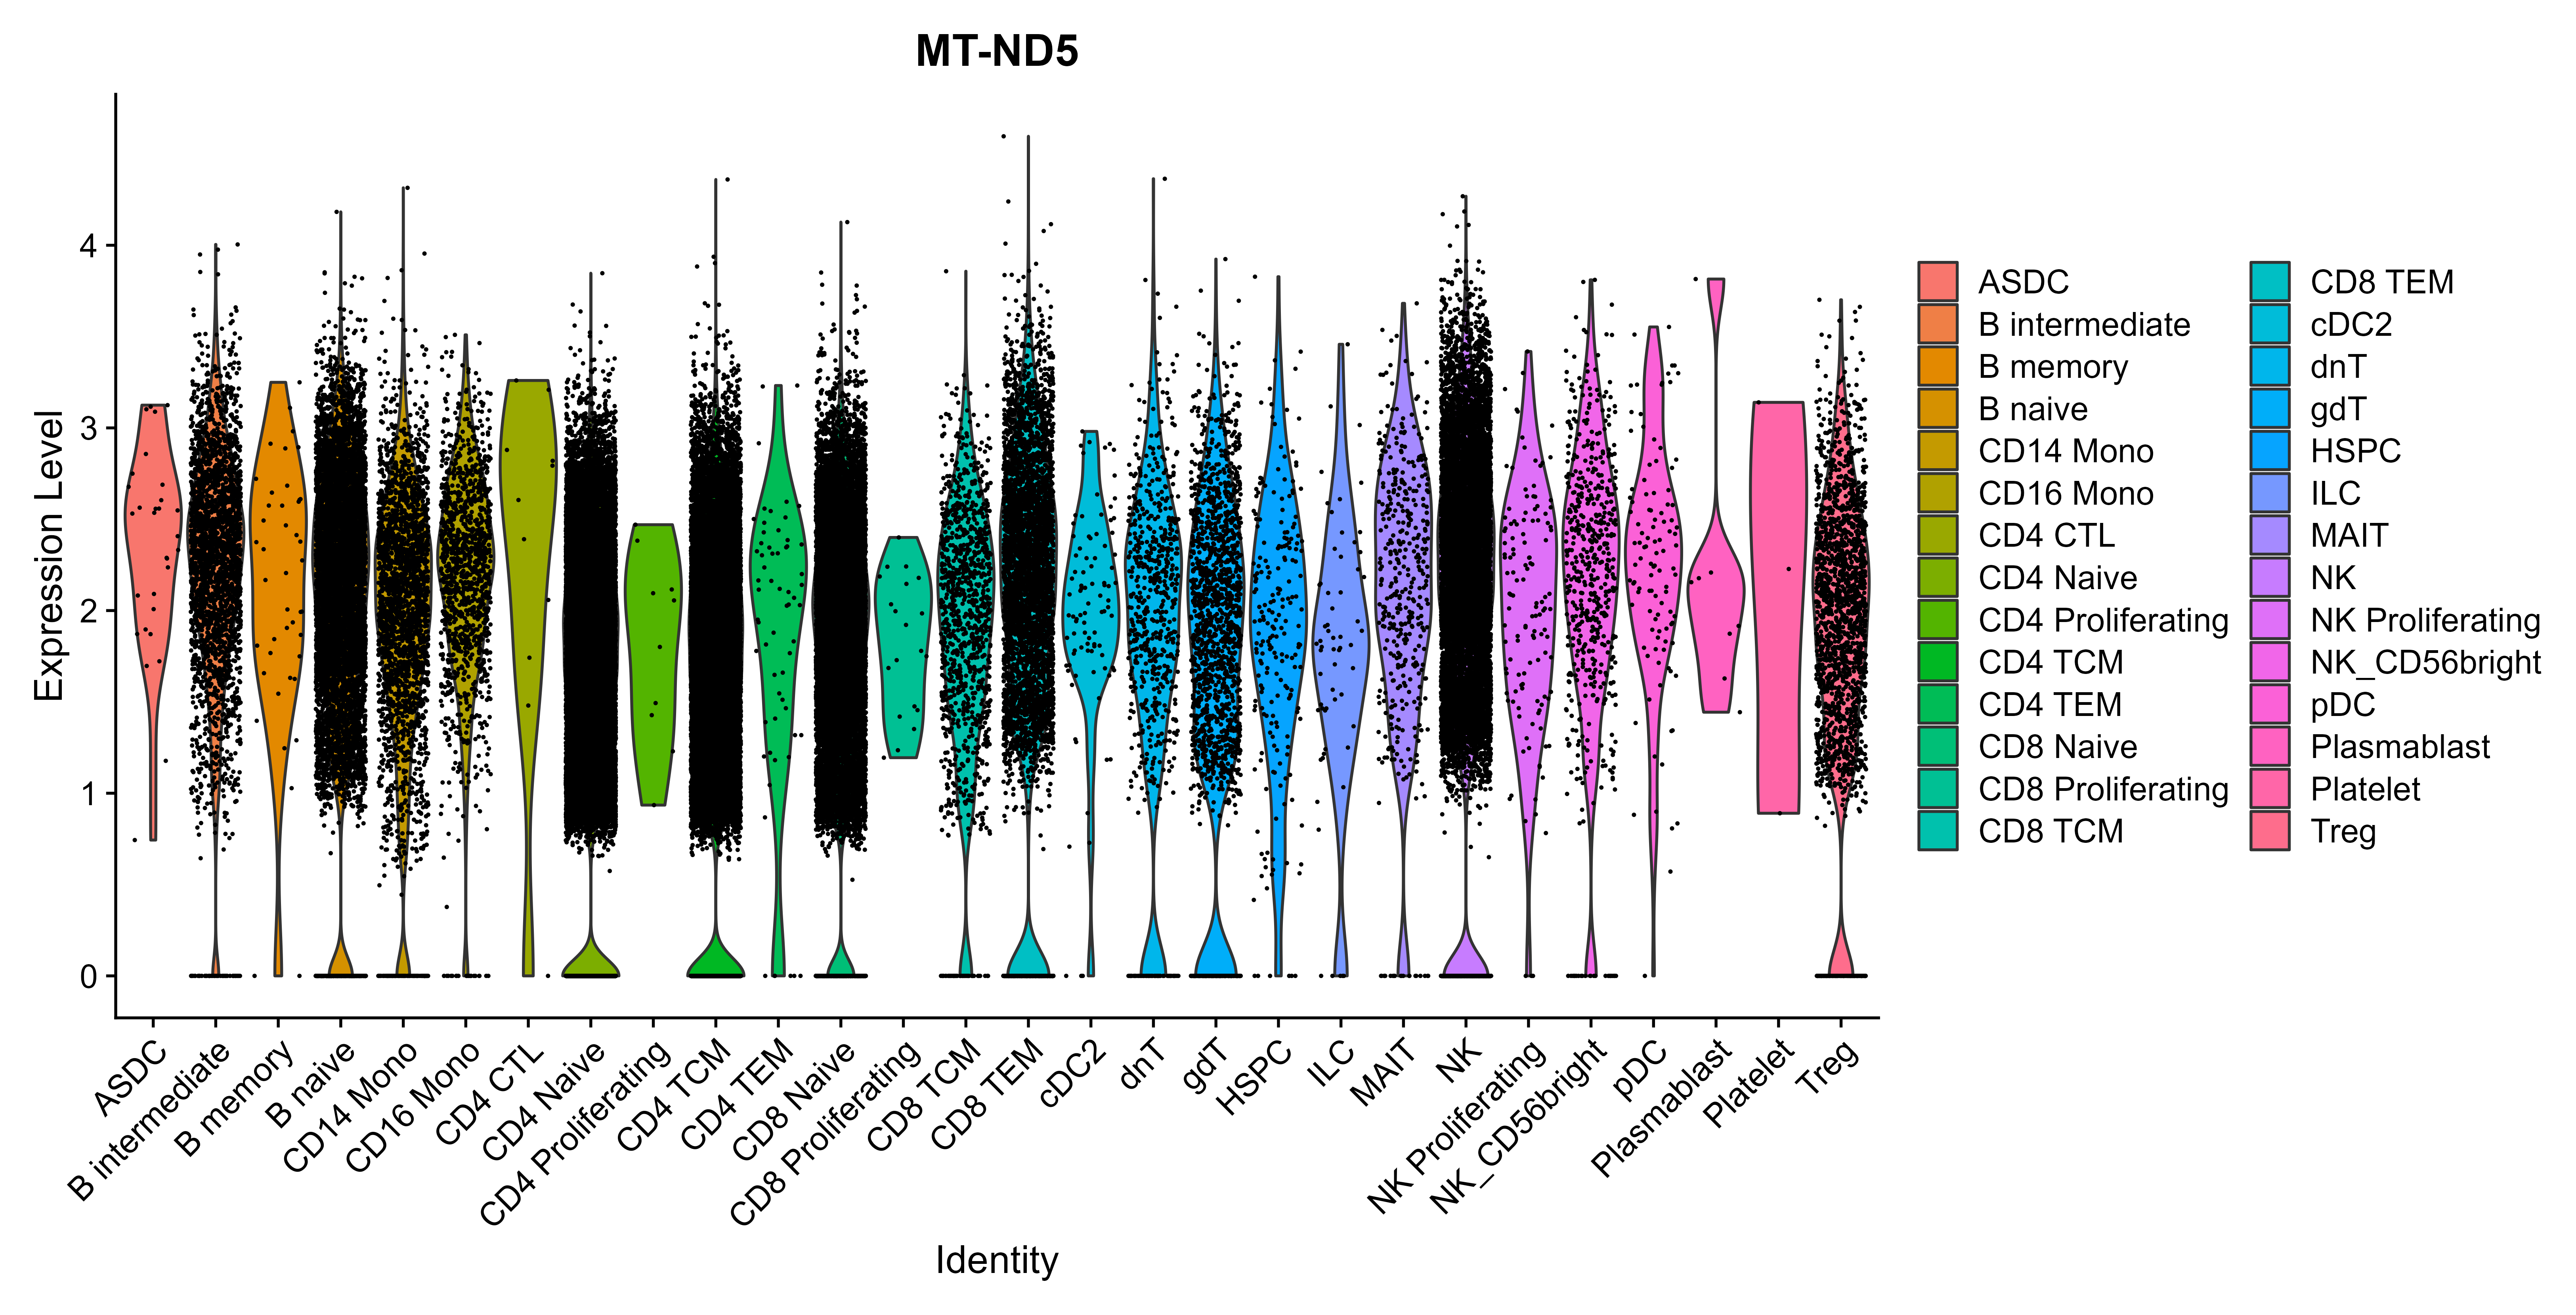 MT-ND5
Expression Level
4
3
2
1
0
ASDC
B intermediate
B memory
B naive
CD14 Mono
CD16 Mono
CD4 CTL
CD4 Naive
CD4 Proliferating
CD4 TCM
CD4 TEM
CD8 Naive
CD8 Proliferating
CD8 TCM
CD8 TEM
cDC2
dnT
gdT
HSPC
ILC
MAIT
NK
NK Proliferating
NK_CD56bright
pDC
Plasmablast
Platelet
Treg
Identity
ASDC
B intermediate
B memory
B naive
CD14 Mono
CD16 Mono
CD4 CTL
CD4 Naive
CD4 Proliferating
CD4 TCM
CD4 TEM
CD8 Naive
CD8 Proliferating
CD8 TCM
CD8 TEM
cDC2
dnT
gdT
HSPC
ILC
MAIT
NK
NK Proliferating
NK_CD56bright
pDC
Plasmablast
Platelet
Treg